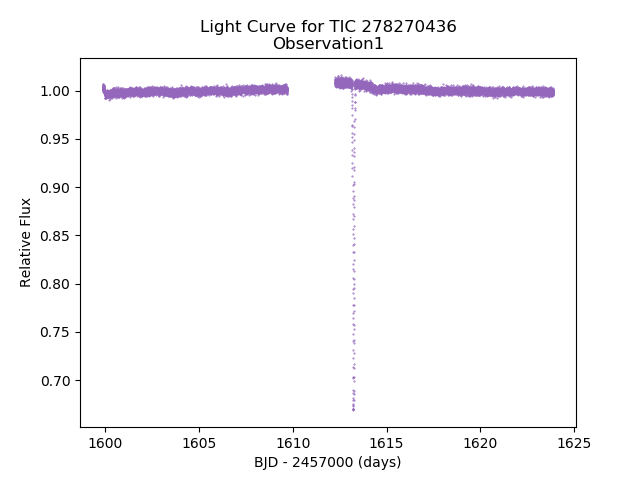 Light Curve for TIC 278270436
Observation1
1.00
0.95
0.90
0.85
0.80
0.75
0.70
Relative Flux
1600 1605 1610 1615 1620 1625
BJD - 2457000 (days)